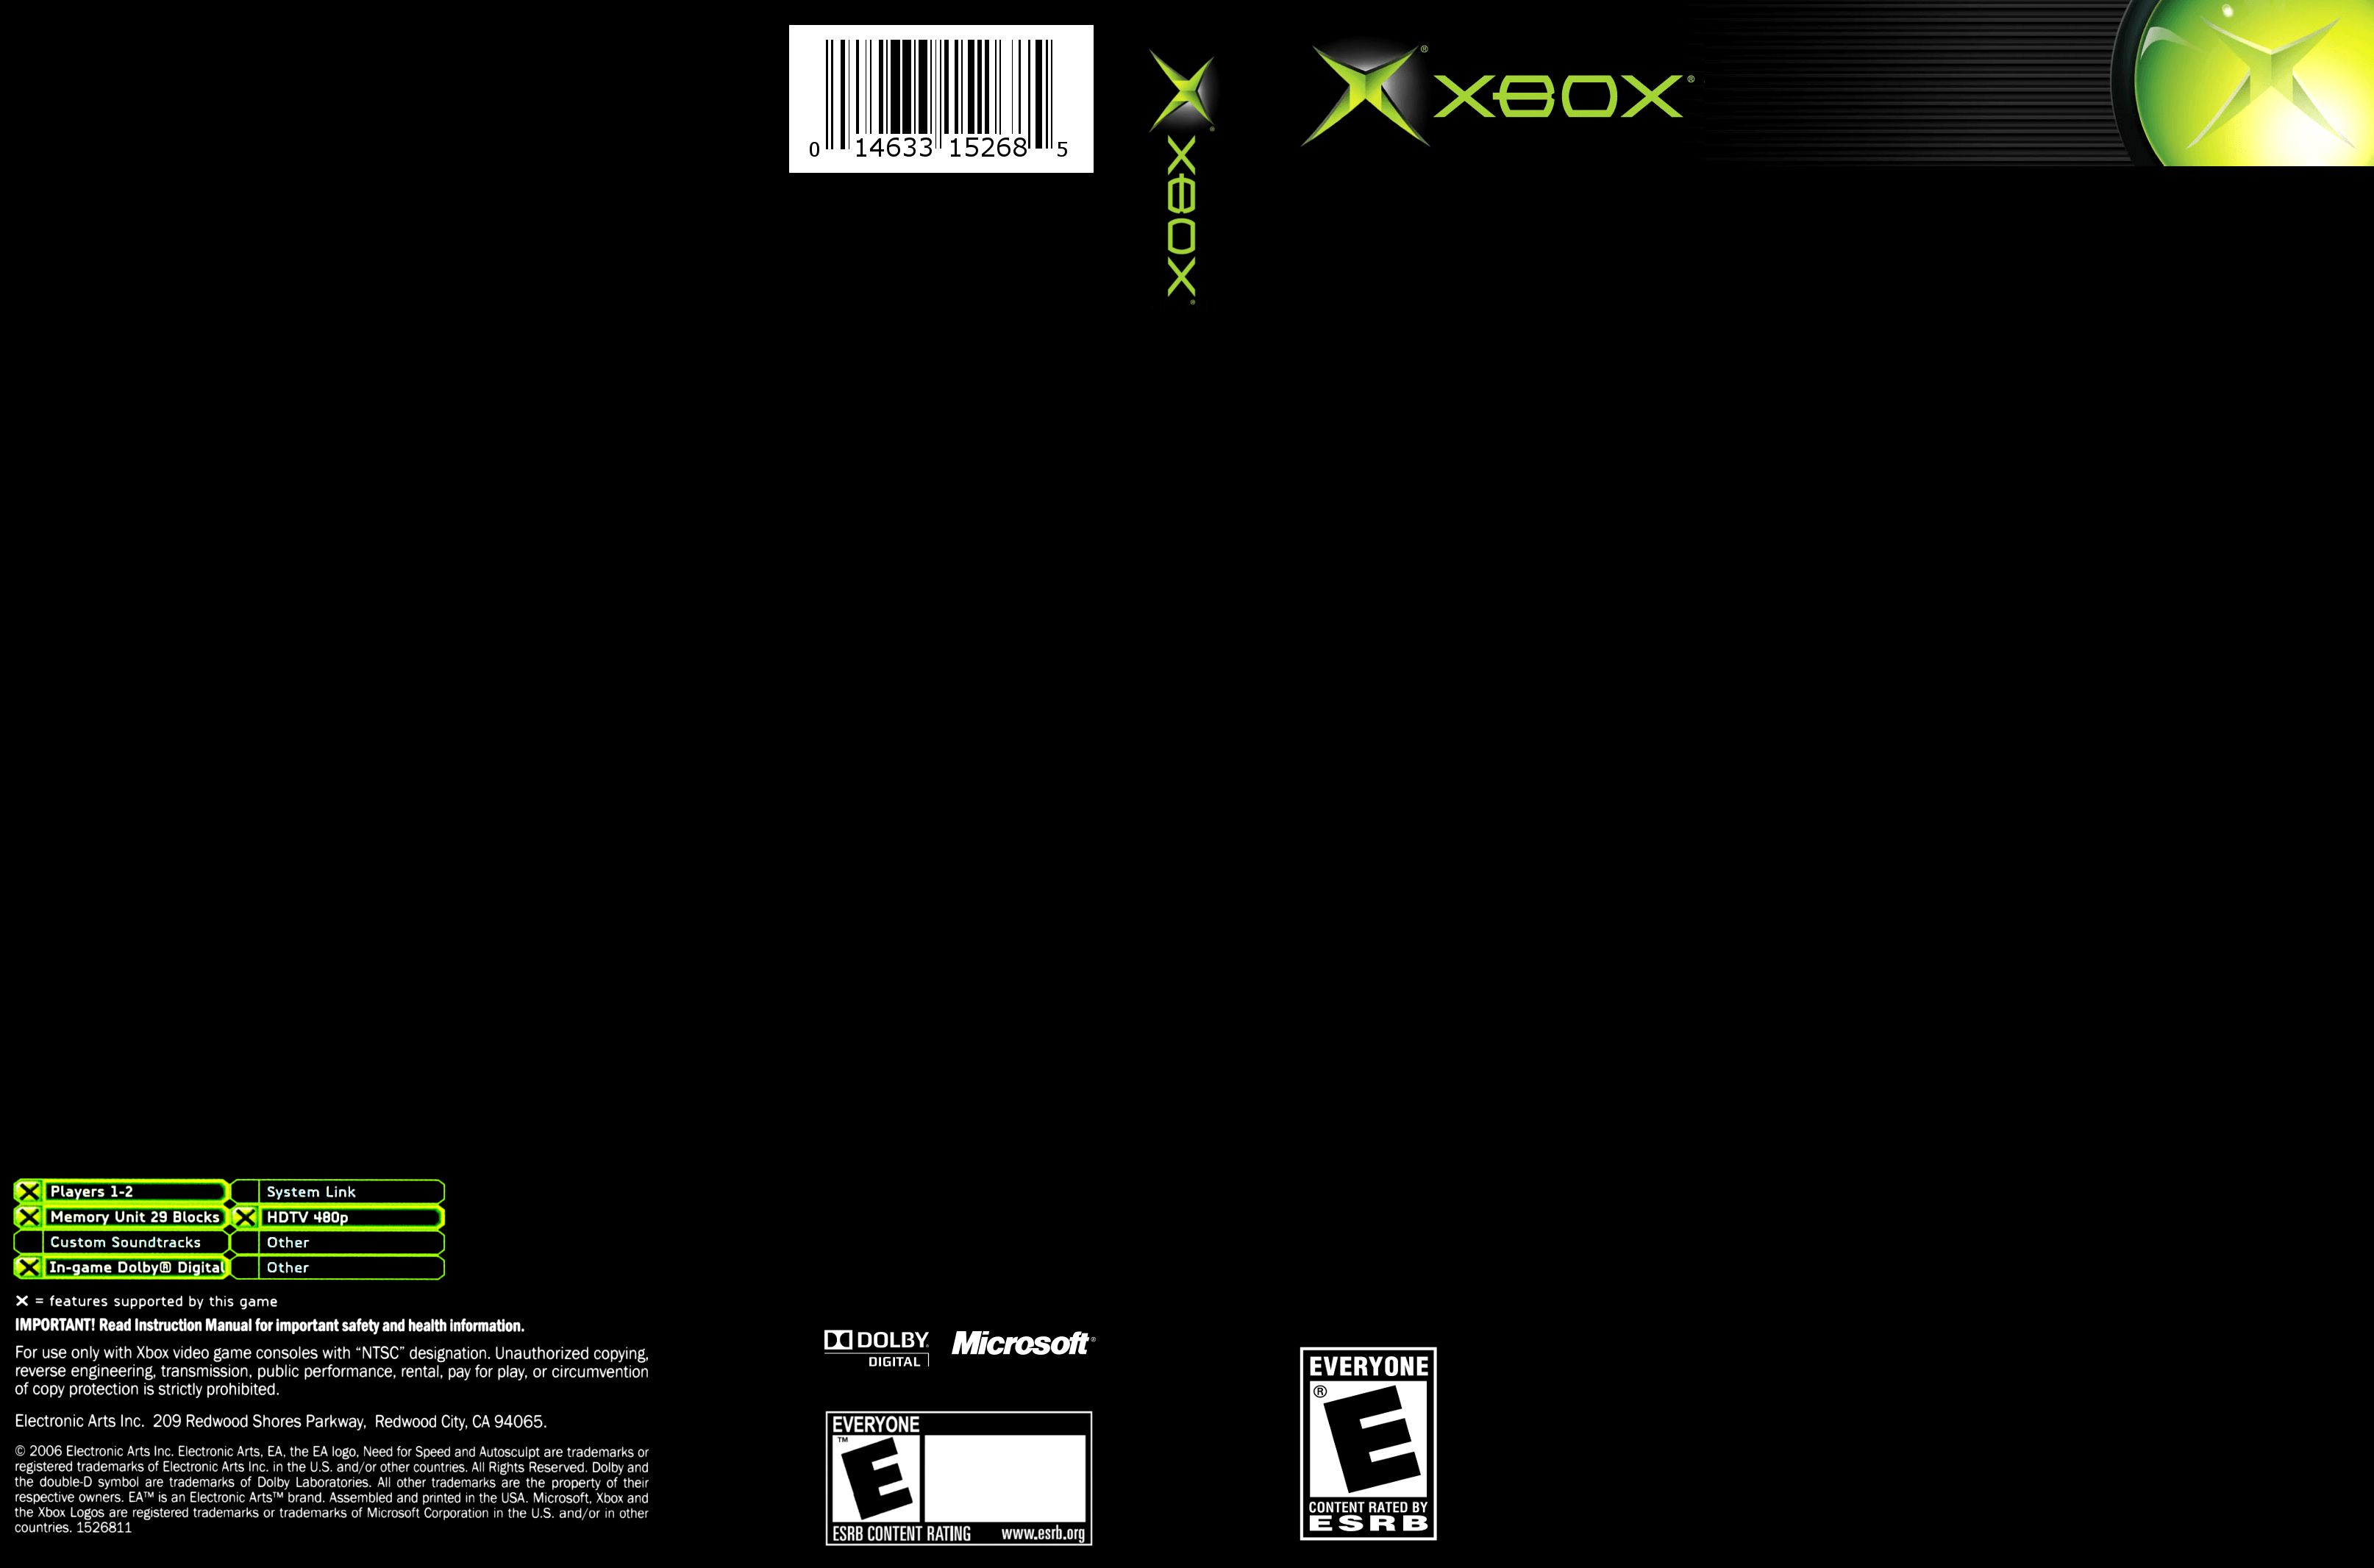 0 14633 15268 5
XBOX®
XBOX®
Players 1-2
System Link
Memory Unit 29 Blocks
HDTV 480p
Custom Soundtracks
Other
In-game Dolby® Digital
Other
X = features supported by this game
IMPORTANT! Read Instruction Manual for important safety and health information.
For use only with Xbox video game consoles with “NTSC” designation. Unauthorized copying,
reverse engineering, transmission, public performance, rental, pay for play, or circumvention
of copy protection is strictly prohibited.
Electronic Arts Inc. 209 Redwood Shores Parkway, Redwood City, CA 94065.
© 2006 Electronic Arts Inc. Electronic Arts, EA, the EA logo, Need for Speed and Autosculpt are trademarks or
registered trademarks of Electronic Arts Inc. in the U.S. and/or other countries. All Rights Reserved. Dolby and
the double-D symbol are trademarks of Dolby Laboratories. All other trademarks are the property of their
respective owners. EA™ is an Electronic Arts™ brand. Assembled and printed in the USA. Microsoft, Xbox and
the Xbox Logos are registered trademarks or trademarks of Microsoft Corporation in the U.S. and/or in other
countries. 1526811
DOLBY
DIGITAL
Microsoft®
EVERYONE
™
E
ESRB CONTENT RATING www.esrb.org
EVERYONE
®
E
CONTENT RATED BY
ESRB